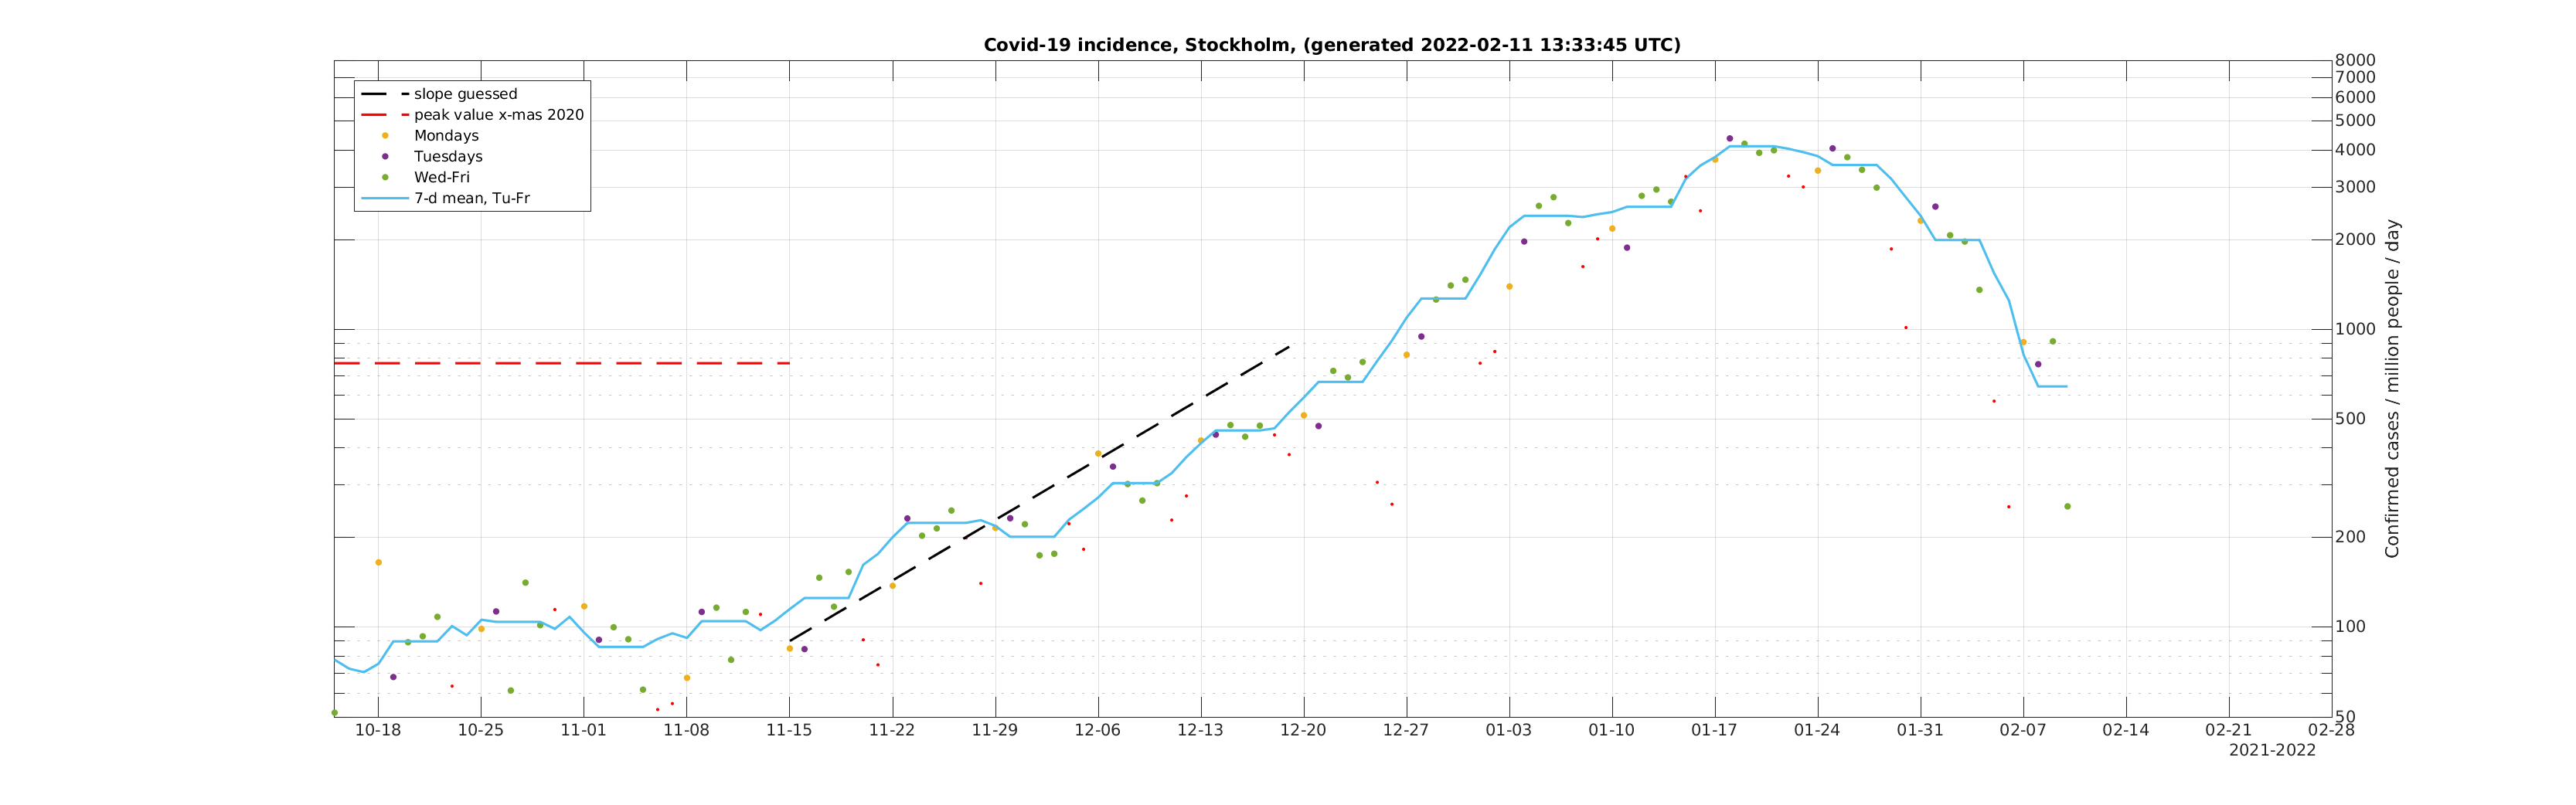 Covid-19 incidence, Stockholm, (generated 2022-02-11 13:33:45 UTC)
slope guessed
peak value x-mas 2020
Mondays
Tuesdays
Wed-Fri
7-d mean, Tu-Fr
8000
7000
6000
5000
4000
3000
2000
1000
500
200
100
50
Confirmed cases / million people / day
10-18 10-25 11-01 11-08 11-15 11-22 11-29 12-06 12-13 12-20 12-27 01-03 01-10 01-17 01-24 01-31 02-07 02-14 02-21 02-28
2021-2022